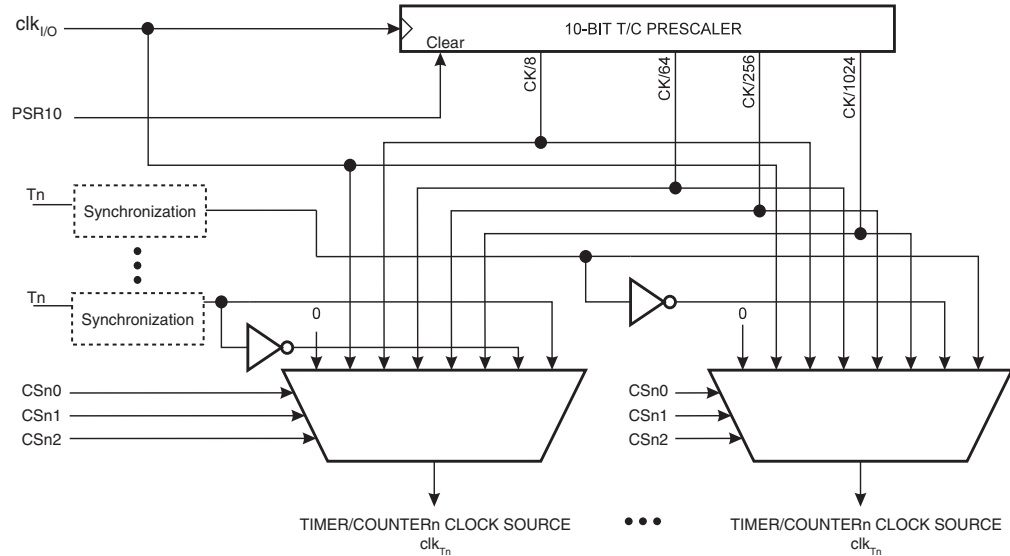 clkI/O
10-BIT T/C PRESCALER
Clear
CK/8
CK/64
CK/256
CK/1024
PSR10
Tn
Synchronization
Tn
Synchronization
0
0
CSn0
CSn1
CSn2
CSn0
CSn1
CSn2
TIMER/COUNTERn CLOCK SOURCE
clkTn
TIMER/COUNTERn CLOCK SOURCE
clkTn